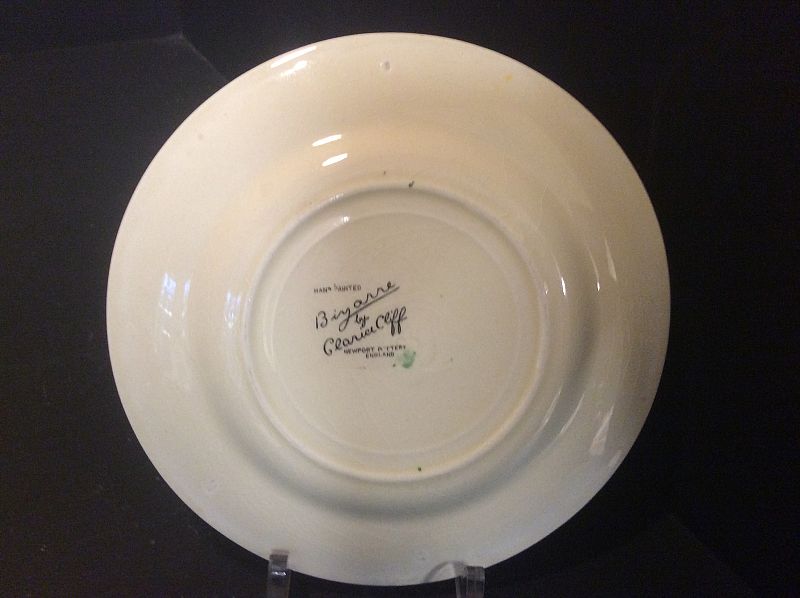 HAND PAINTED
Bizarre
by
Clarice Cliff
NEWPORT POTTERY
ENGLAND